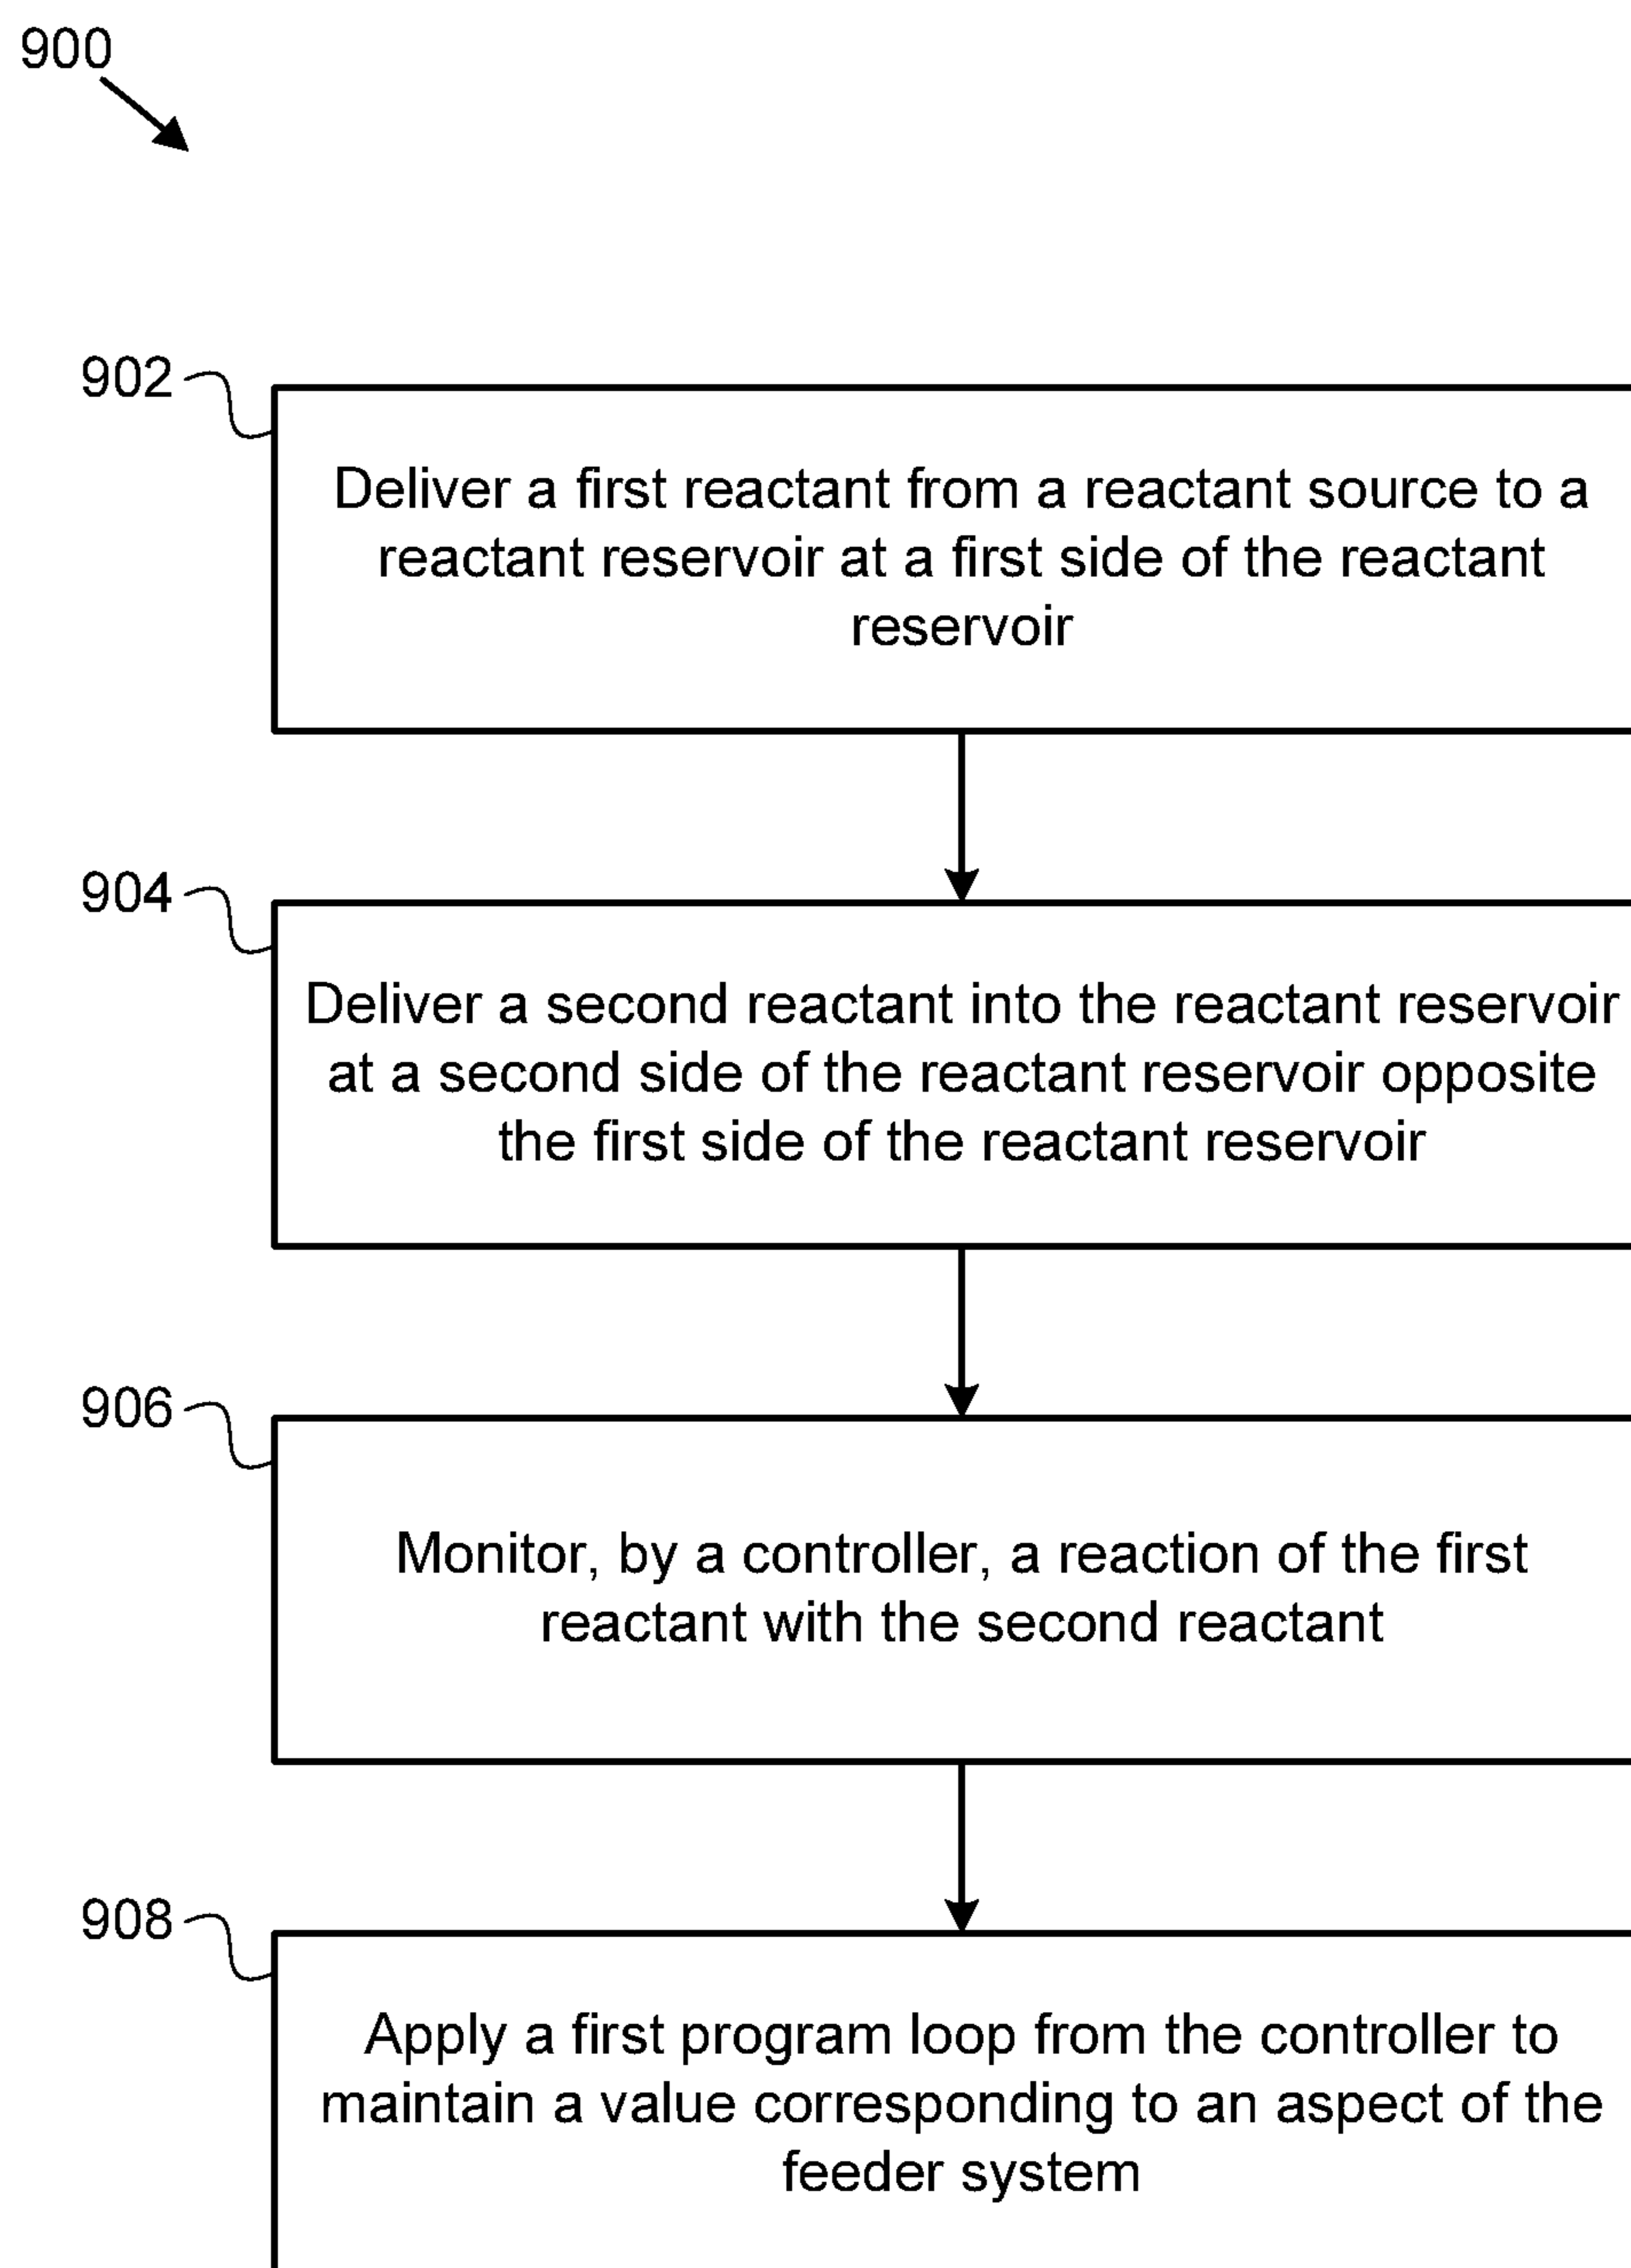 900
902
Deliver a first reactant from a reactant source to a
reactant reservoir at a first side of the reactant
reservoir
904
Deliver a second reactant into the reactant reservoir
at a second side of the reactant reservoir opposite
the first side of the reactant reservoir
906
Monitor, by a controller, a reaction of the first
reactant with the second reactant
908
Apply a first program loop from the controller to
maintain a value corresponding to an aspect of the
feeder system